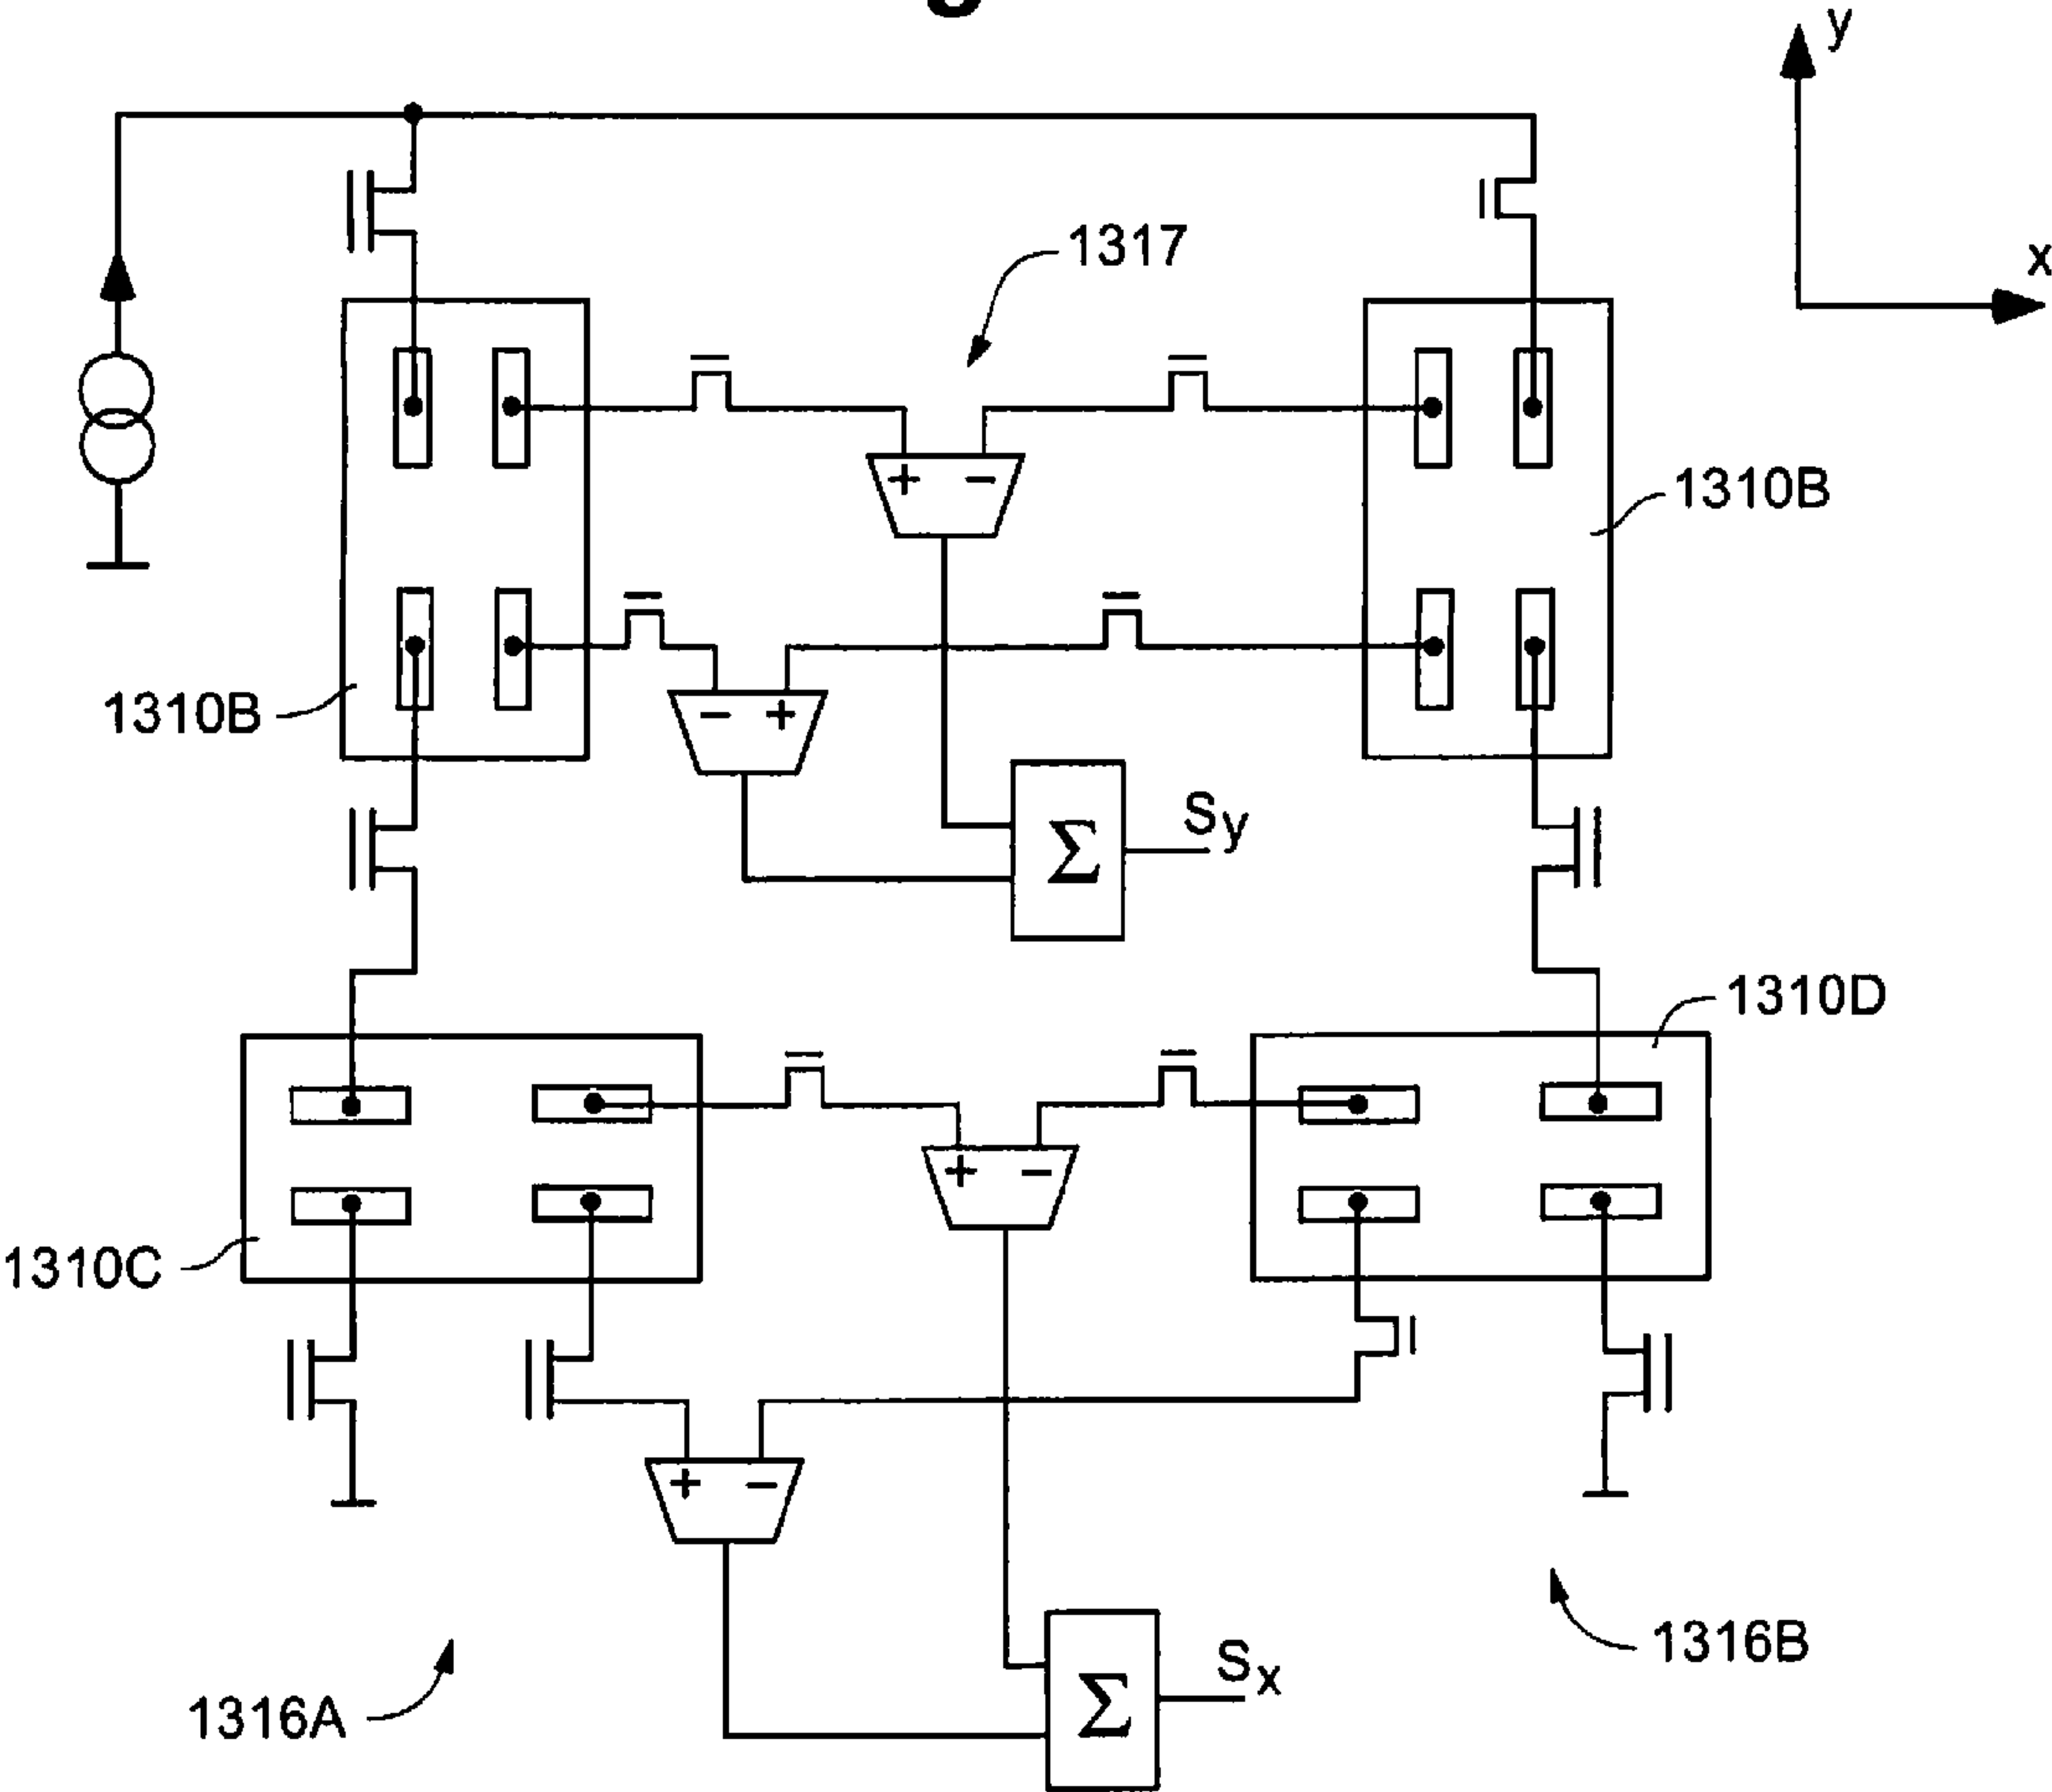 y
x
1317
1310B
+ −
1310B
− +
Σ
Sy
1310D
+ −
1310C
+ −
1316B
Σ
Sx
1316A